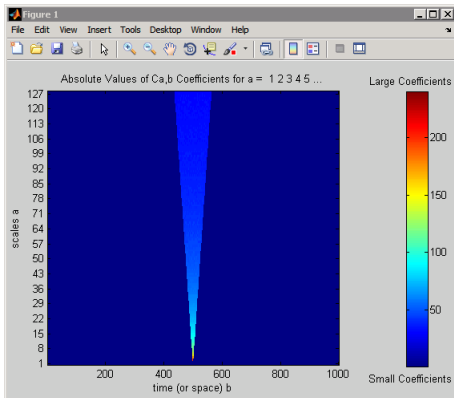 Figure 1
File Edit View Insert Tools Desktop Window Help
Absolute Values of Ca,b Coefficients for a = 1 2 3 4 5 ...
Large Coefficients
127
120
113
106
99
92
85
78
71
64
57
50
43
36
29
22
15
8
1
scales a
200 400 600 800 1000
time (or space) b
200
150
100
50
Small Coefficients